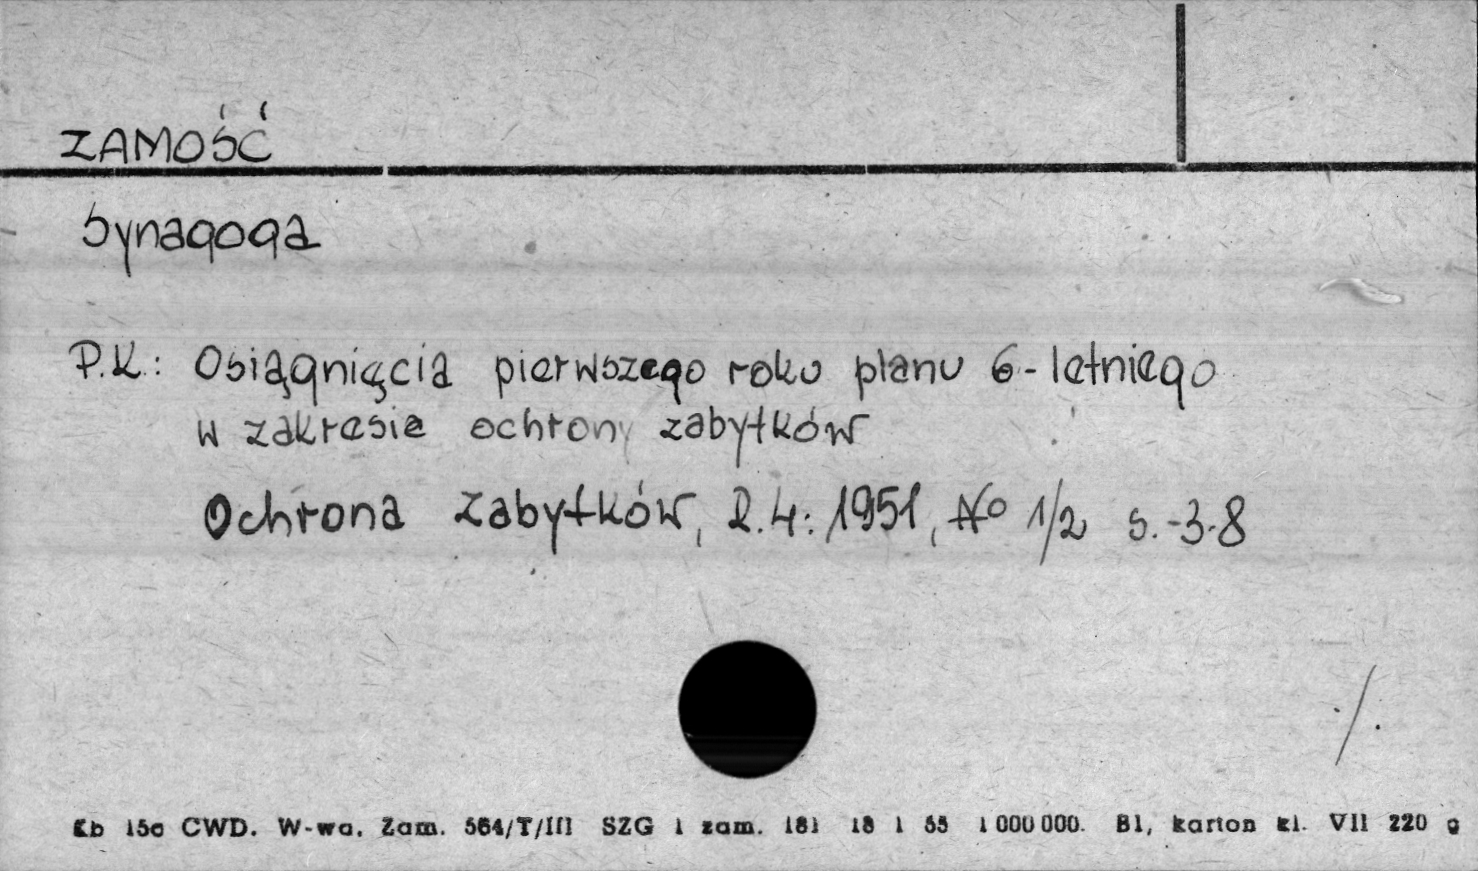 ZAMOŚĆ
Synagoga
P.K.: Osiągnięcia pierwszego roku planu 6-letniego
w zakresie ochrony zabytków
Ochrona Zabytków, R.4: 1951, No 1/2 s.-3-8
./.
Kb 15c CWD. W-wa. Zam. 564/T/III SZG 1 zam. 181 18 1 55 1 000 000. B1, karton kl. VII 220 g